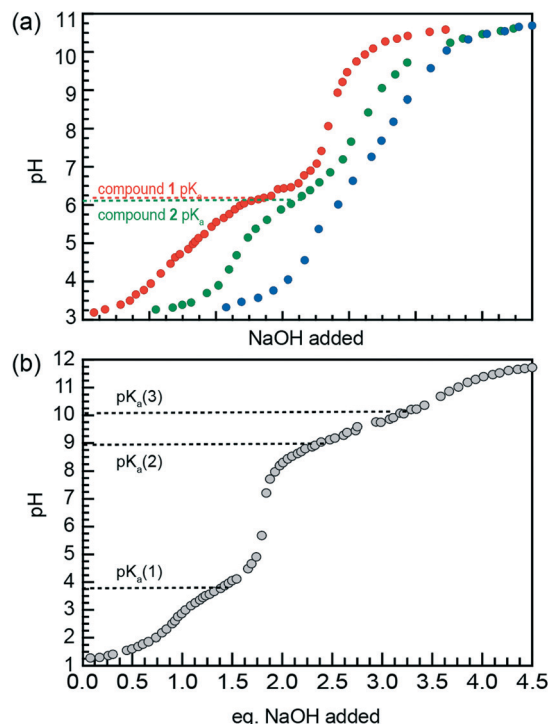 (a)
11
10
9
8
7
6
5
4
3
pH
compound 1 pKa
compound 2 pKa
NaOH added
(b)
12
11
10
9
8
7
6
5
4
3
2
1
pH
pKa(3)
pKa(2)
pKa(1)
0.0 0.5 1.0 1.5 2.0 2.5 3.0 3.5 4.0 4.5
eq. NaOH added